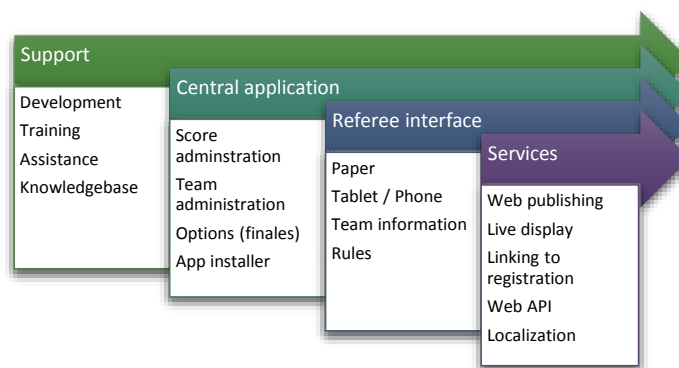 Support
Development
Training
Assistance
Knowledgebase
Central application
Score
adminstration
Team
administration
Options (finales)
App installer
Referee interface
Paper
Tablet / Phone
Team information
Rules
Services
Web publishing
Live display
Linking to
registration
Web API
Localization